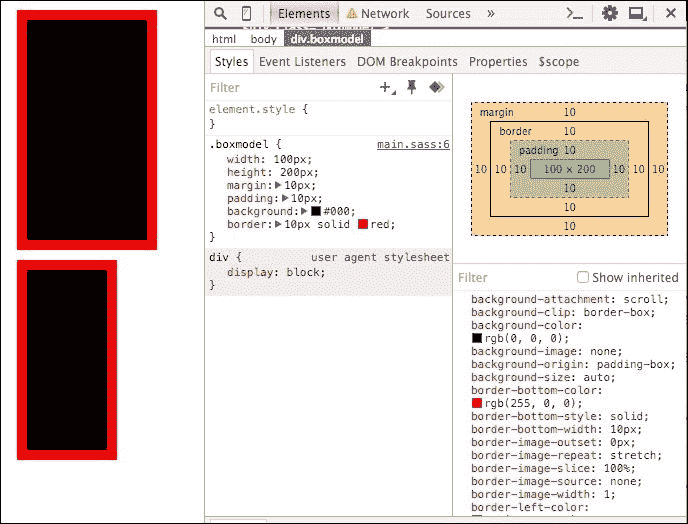 Elements Network Sources »
html body div.boxmodel
Styles Event Listeners DOM Breakpoints Properties $scope
Filter
element.style {
}
.boxmodel { main.sass:6
width: 100px;
height: 200px;
margin: 10px;
padding: 10px;
background: #000;
border: 10px solid red;
}
div { user agent stylesheet
display: block;
}
margin 10
border 10
padding 10
10 10 10 100 × 200 10 10 10
10
10
10
Filter Show inherited
background-attachment: scroll;
background-clip: border-box;
background-color:
rgb(0, 0, 0);
background-image: none;
background-origin: padding-box;
background-size: auto;
border-bottom-color:
rgb(255, 0, 0);
border-bottom-style: solid;
border-bottom-width: 10px;
border-image-outset: 0px;
border-image-repeat: stretch;
border-image-slice: 100%;
border-image-source: none;
border-image-width: 1;
border-left-color: